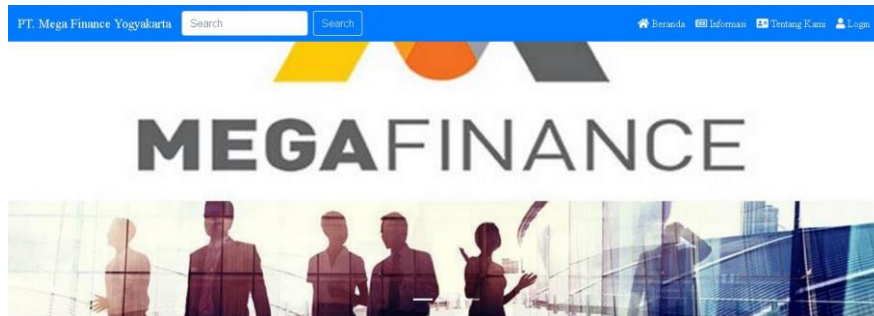 PT. Mega Finance Yogyakarta Search Search Beranda Informasi Tentang Kami Login
MEGAFINANCE